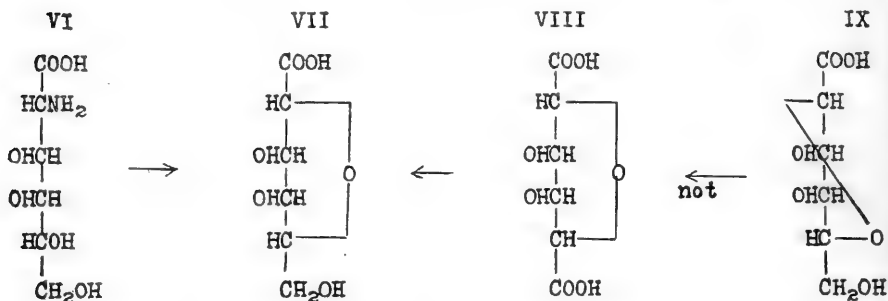 VI VII VIII IX
COOH COOH COOH COOH
HCNH₂ HC HC CH
OHCH OHCH O OHCH O OHCH
OHCH OHCH not OHCH
HCOH HC CH HC O
CH₂OH CH₂OH COOH CH₂OH